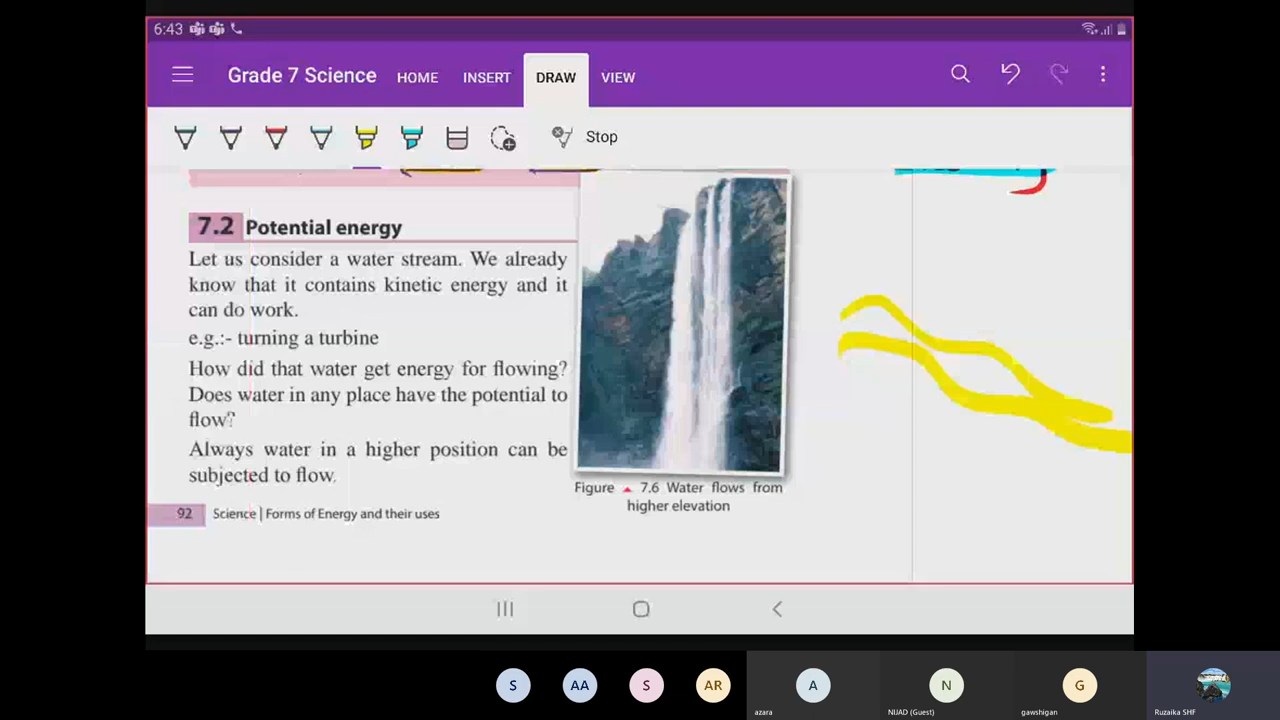 6:43
Grade 7 Science HOME INSERT DRAW VIEW
Stop
7.2 Potential energy
Let us consider a water stream. We already
know that it contains kinetic energy and it
can do work.
e.g.:- turning a turbine
How did that water get energy for flowing?
Does water in any place have the potential to
flow?
Always water in a higher position can be
subjected to flow.
Figure 7.6 Water flows from
higher elevation
92 Science | Forms of Energy and their uses
S AA S AR A N G
azara NIJAD (Guest) gawshigan Ruzaika SHF